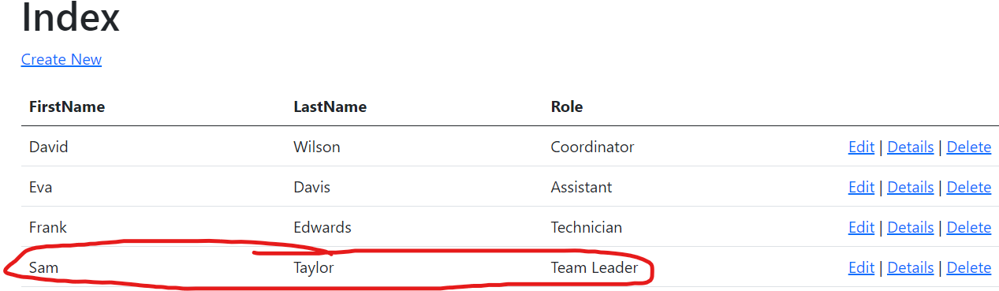 Index
Create New
FirstName LastName Role
David Wilson Coordinator Edit | Details | Delete
Eva Davis Assistant Edit | Details | Delete
Frank Edwards Technician Edit | Details | Delete
Sam Taylor Team Leader Edit | Details | Delete